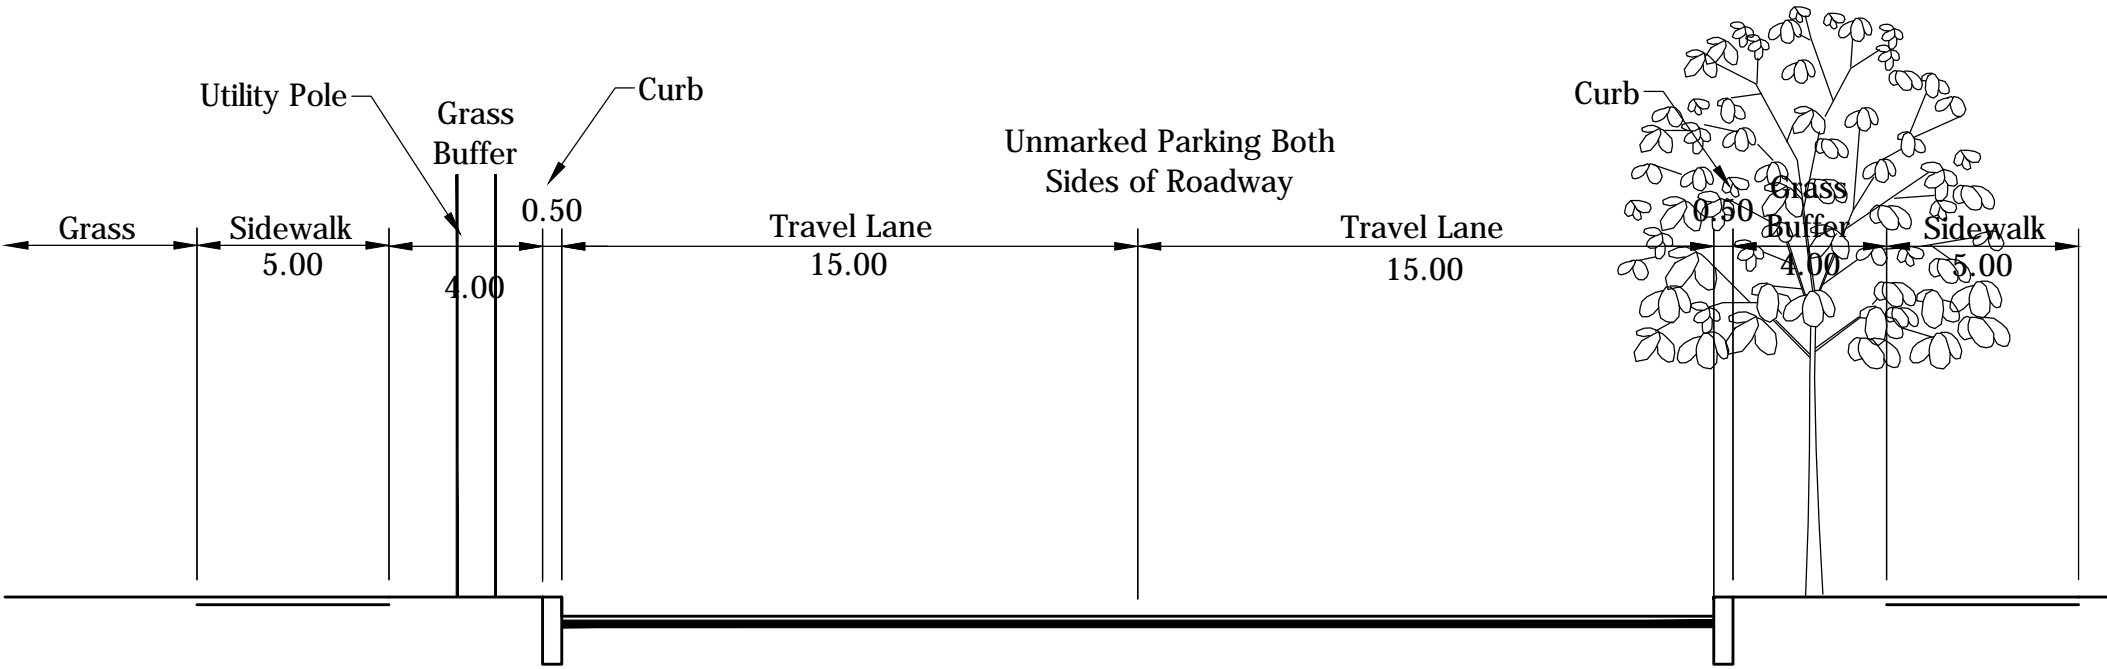 Utility Pole
Grass
Buffer
Curb
0.50
Unmarked Parking Both
Sides of Roadway
Curb
0.50
Grass
Buffer
4.00
Grass
Sidewalk
5.00
4.00
Travel Lane
15.00
Travel Lane
15.00
Sidewalk
5.00